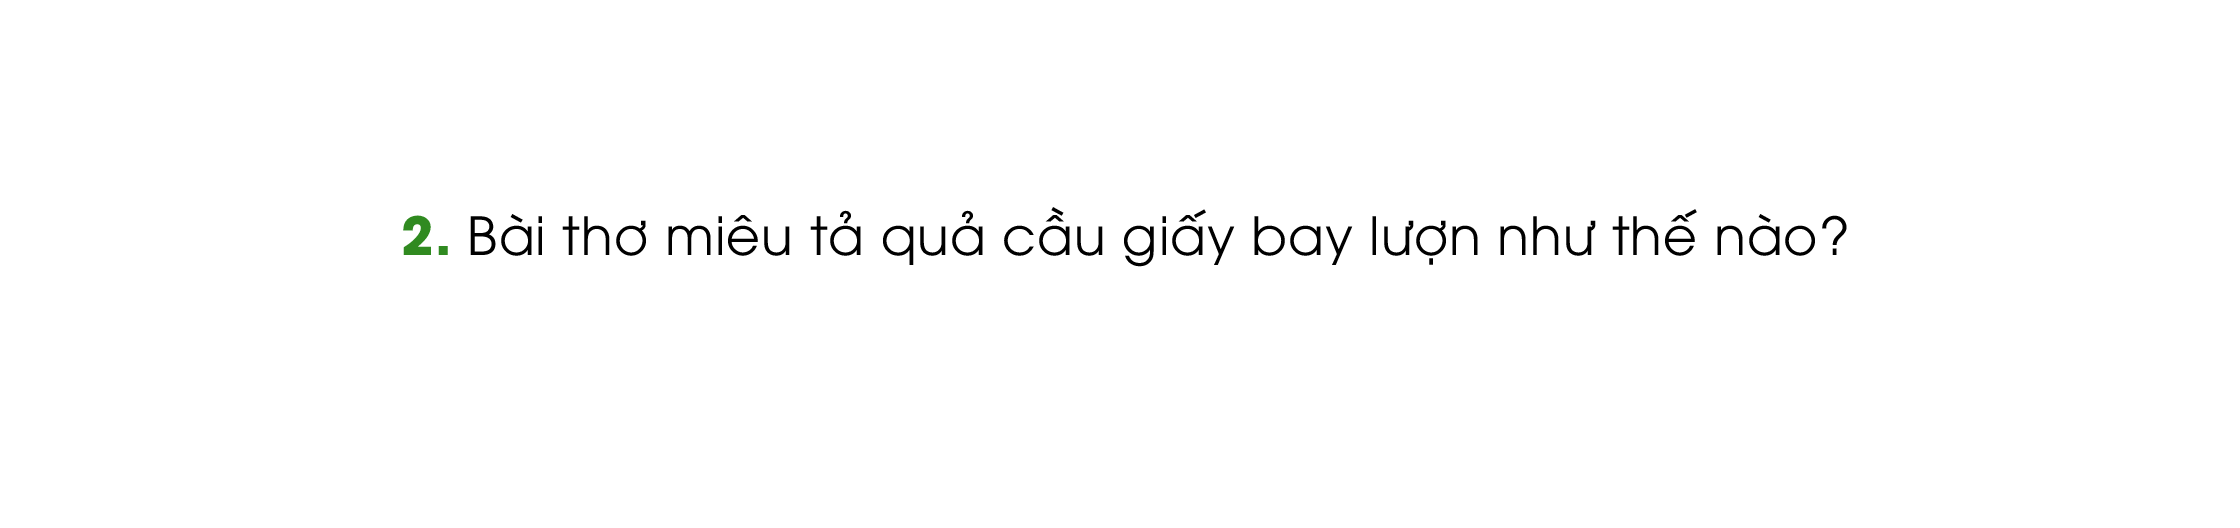 2. Bài thơ miêu tả quả cầu giấy bay lượn như thế nào?